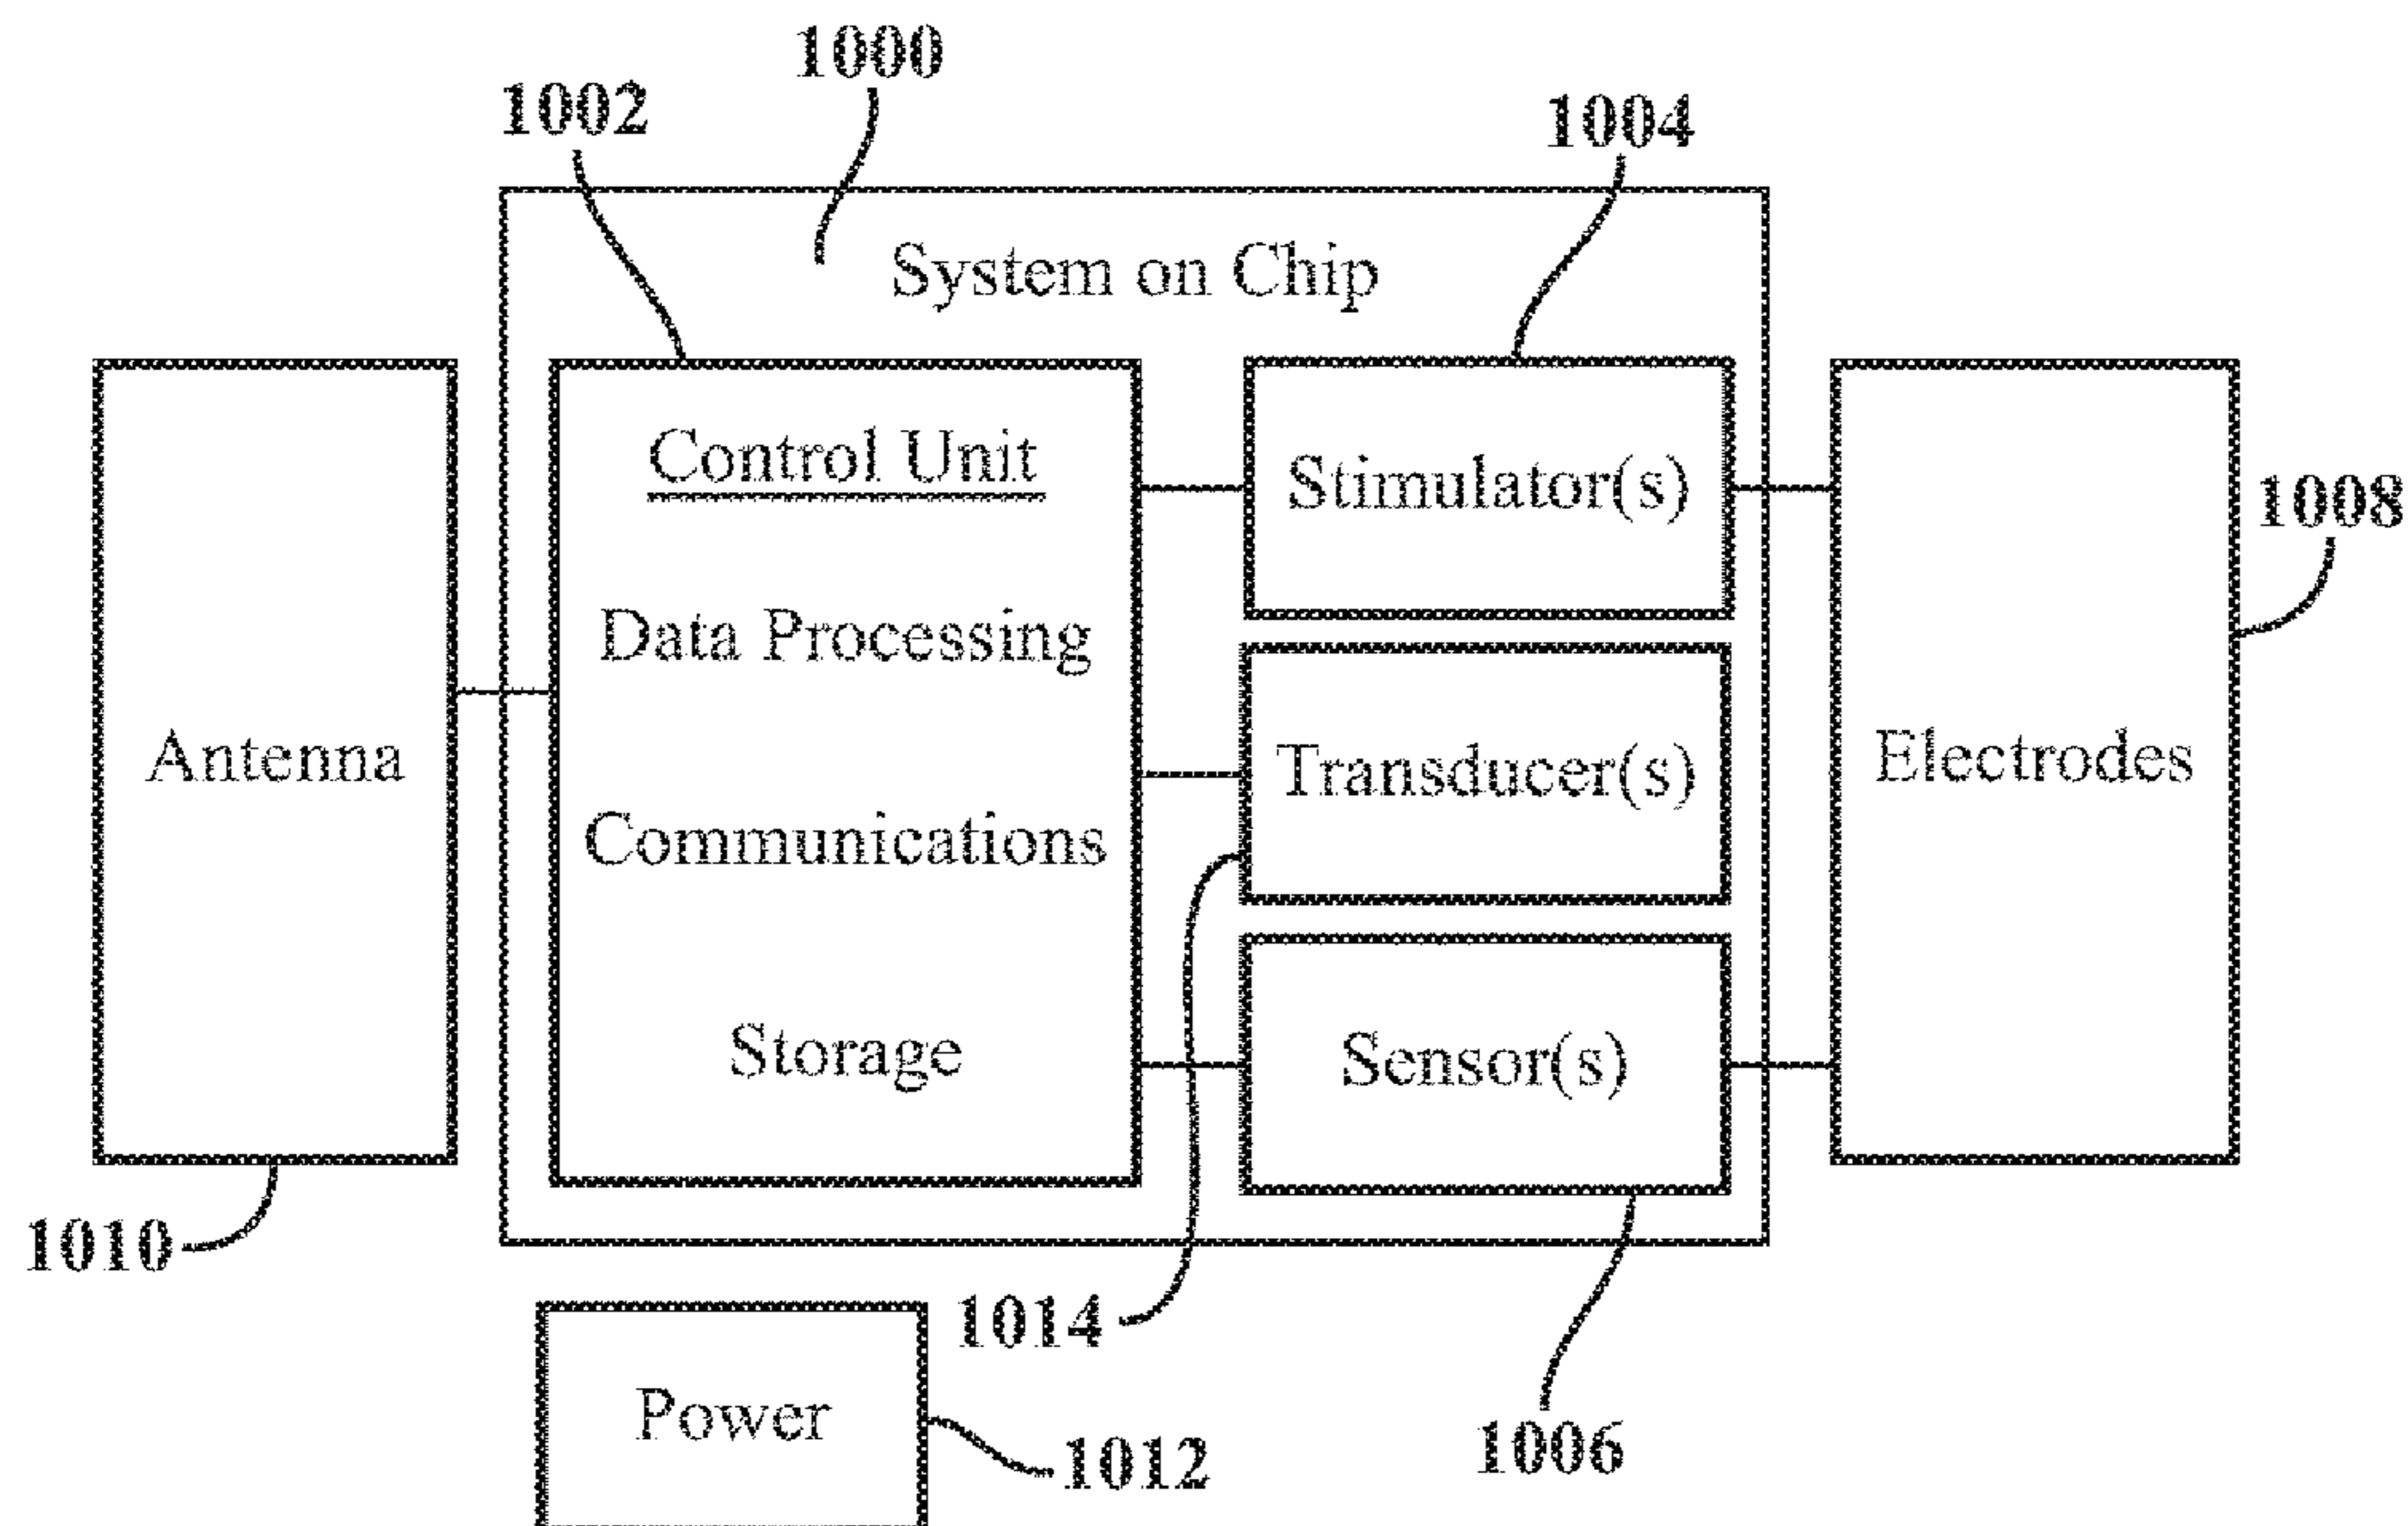 1000
1002
1004
System on Chip
Control Unit
Stimulator(s)
1008
Data Processing
Antenna
Transducer(s)
Electrodes
Communications
Storage
Sensor(s)
1010
1014
Power
1012
1006